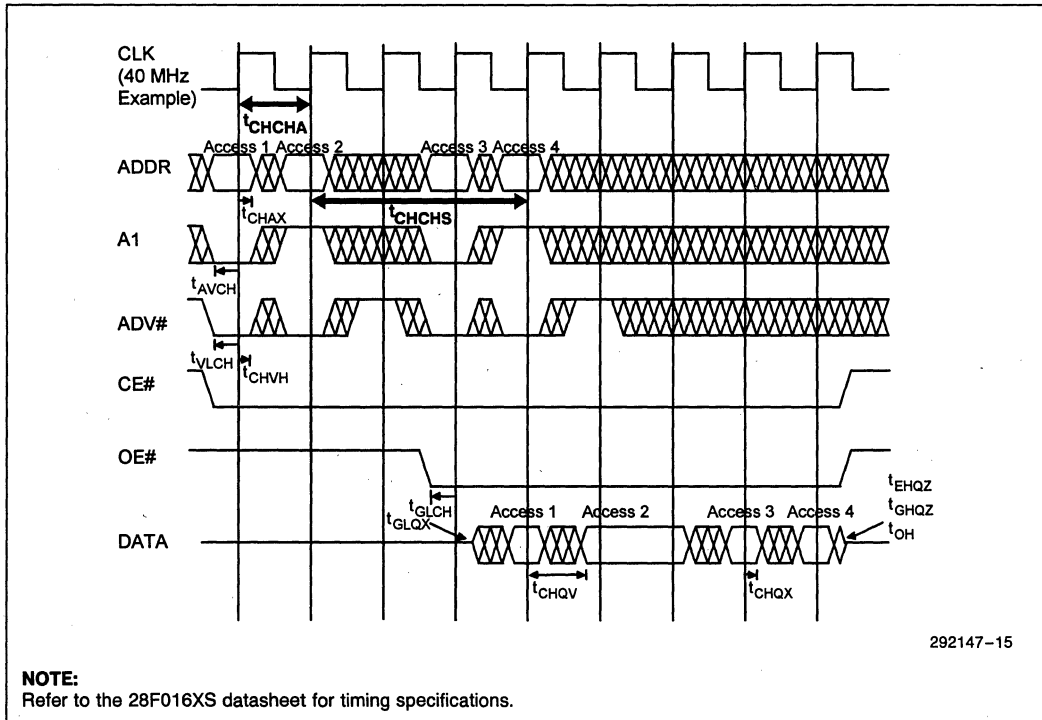 CLK
(40 MHz
Example)
tCHCHA
Access 1 Access 2 Access 3 Access 4
ADDR
tCHAX
tCHCHS
A1
tAVCH
ADV#
tVLCH
tCHVH
CE#
OE#
tEHQZ
tGLCH
tGLQX
Access 1 Access 2 Access 3 Access 4
tGHQZ
DATA
tOH
tCHQV
tCHQX
292147–15
NOTE:
Refer to the 28F016XS datasheet for timing specifications.